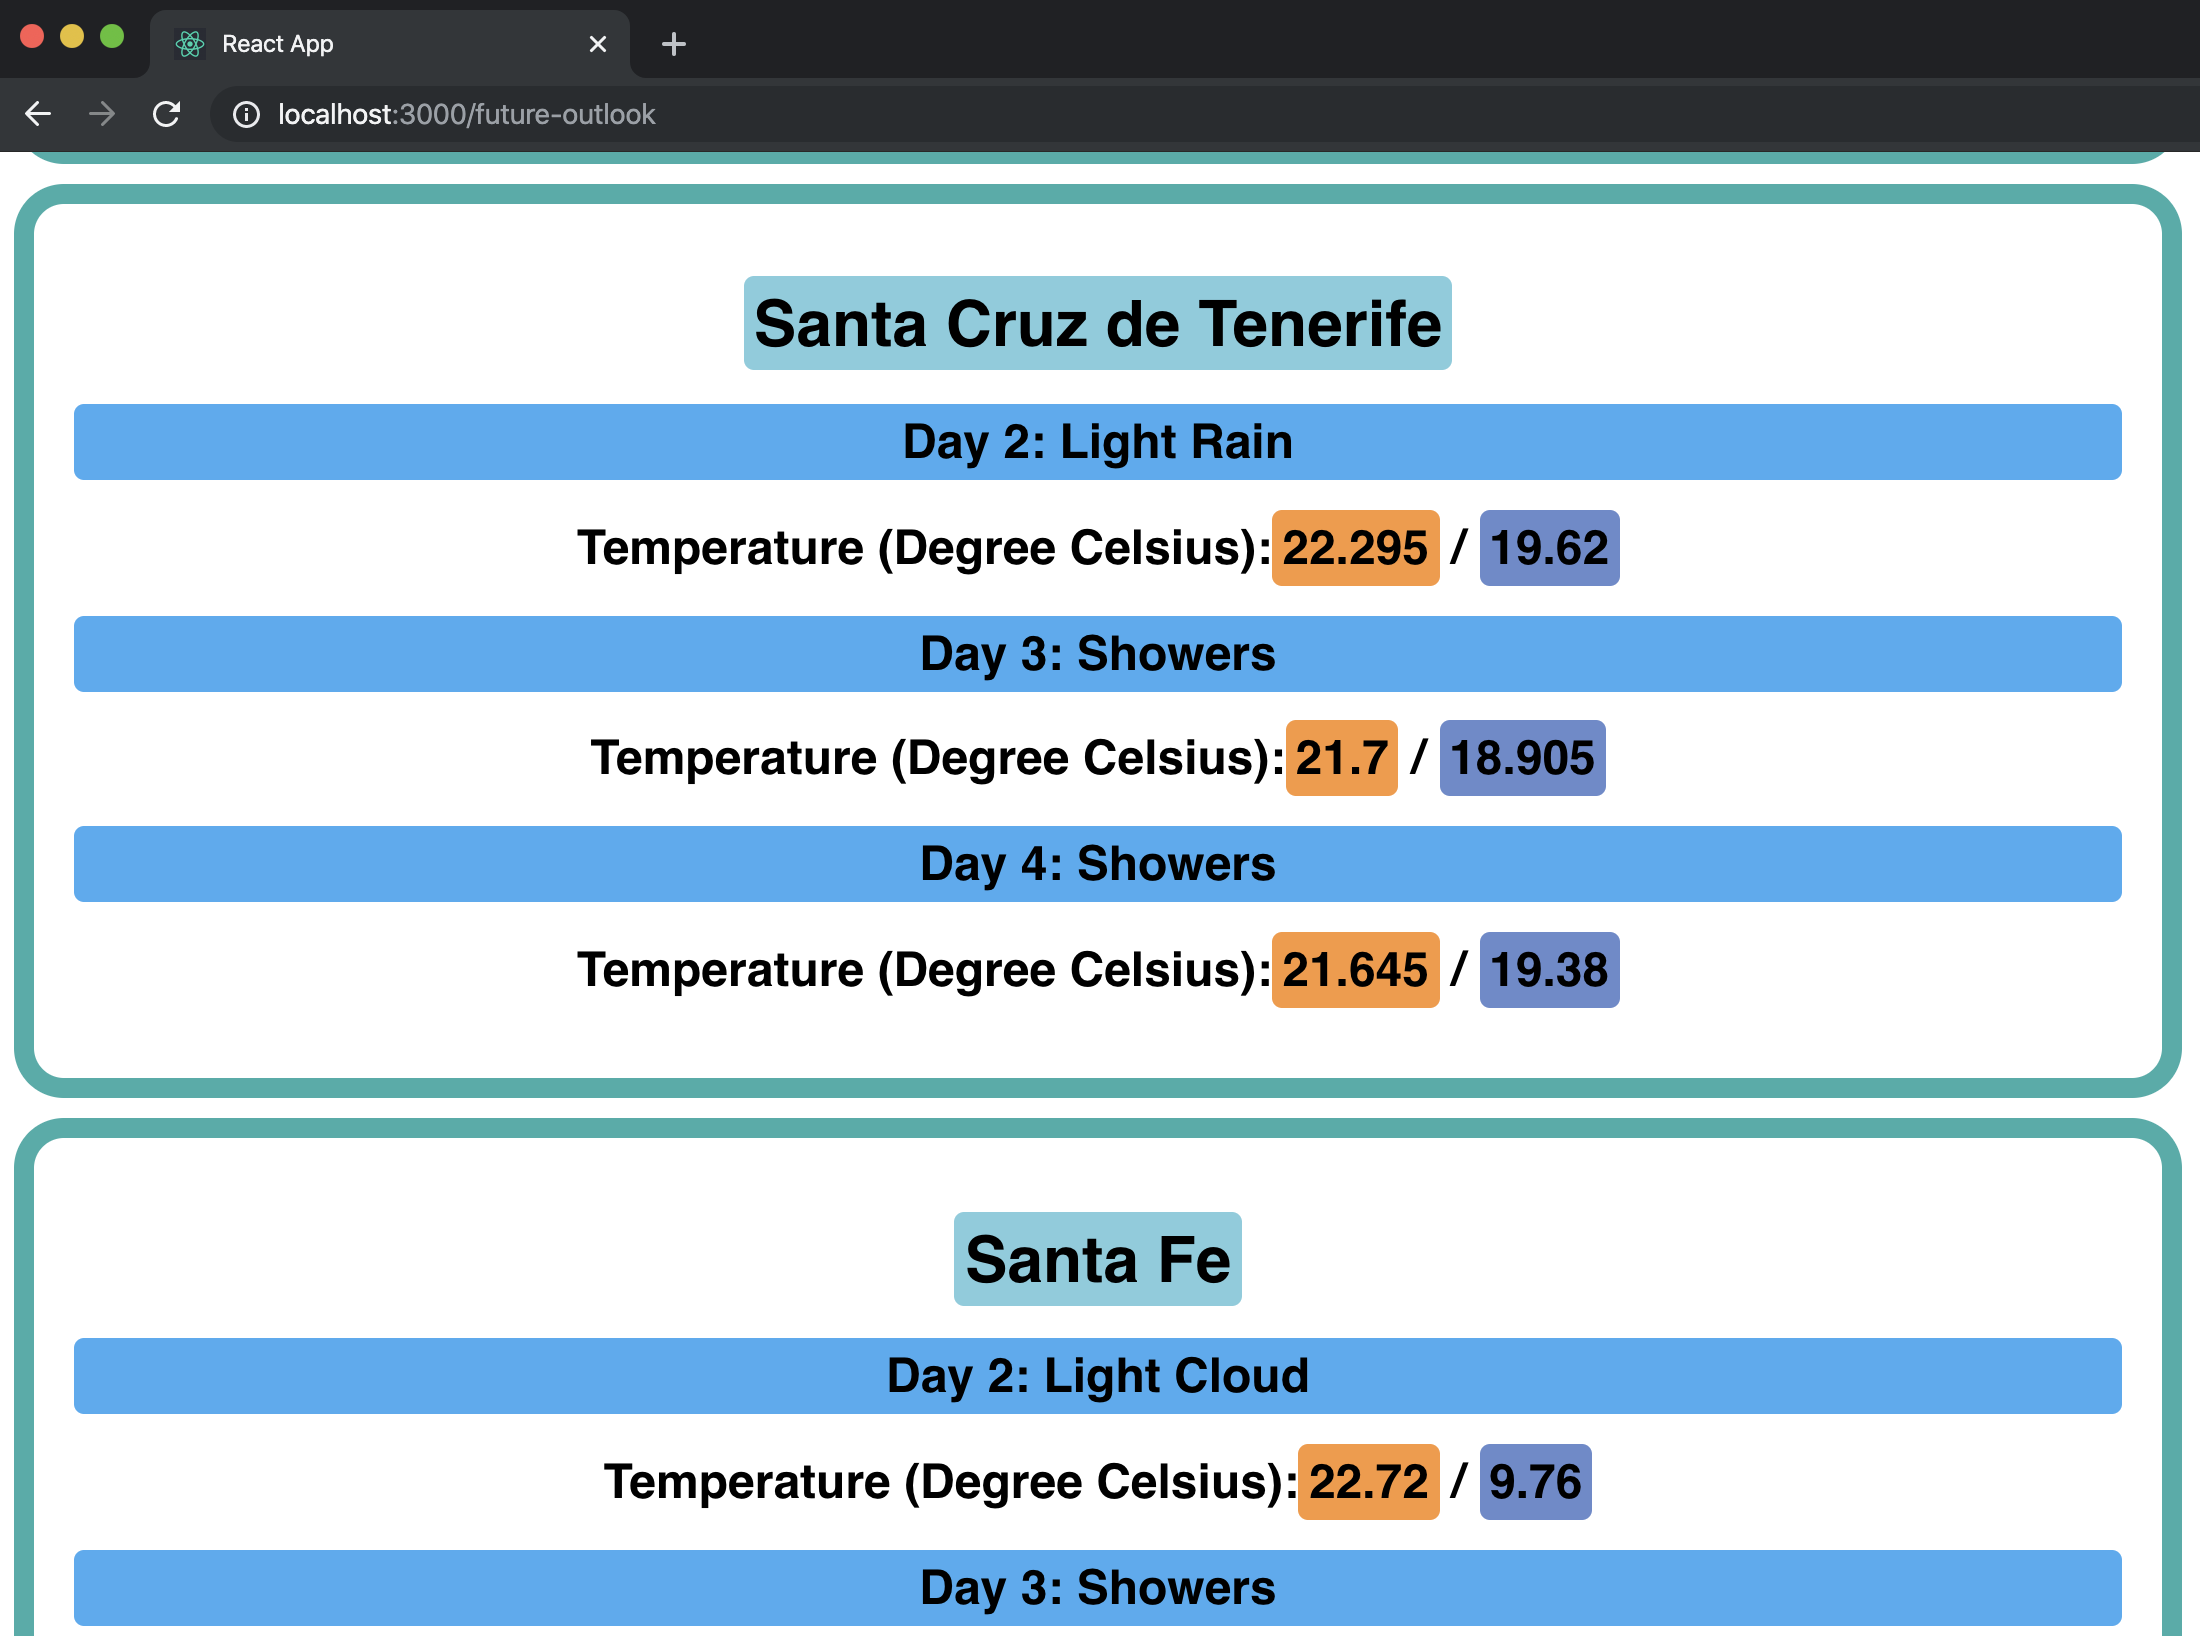 React App
localhost:3000/future-outlook
Santa Cruz de Tenerife
Day 2: Light Rain
Temperature (Degree Celsius): 22.295 / 19.62
Day 3: Showers
Temperature (Degree Celsius): 21.7 / 18.905
Day 4: Showers
Temperature (Degree Celsius): 21.645 / 19.38
Santa Fe
Day 2: Light Cloud
Temperature (Degree Celsius): 22.72 / 9.76
Day 3: Showers